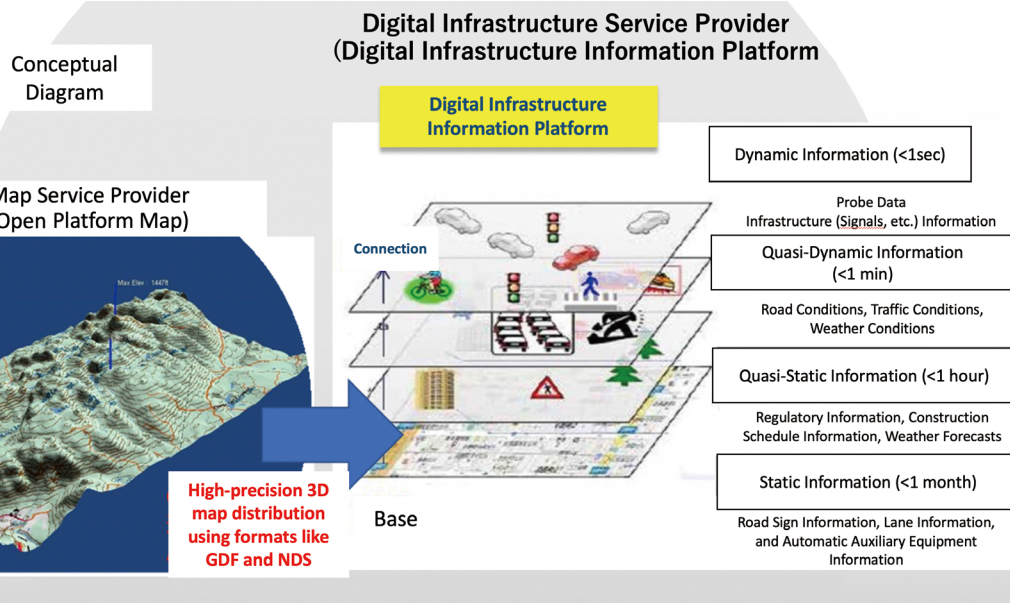 Digital Infrastructure Service Provider
(Digital Infrastructure Information Platform
Conceptual
Diagram
Digital Infrastructure
Information Platform
Map Service Provider
Open Platform Map)
Max Elev: 14478
Connection
Dynamic Information (<1sec)
Probe Data
Infrastructure (Signals, etc.) Information
Quasi-Dynamic Information
(<1 min)
Road Conditions, Traffic Conditions,
Weather Conditions
Quasi-Static Information (<1 hour)
Regulatory Information, Construction
Schedule Information, Weather Forecasts
Static Information (<1 month)
Road Sign Information, Lane Information,
and Automatic Auxiliary Equipment
Information
High-precision 3D
map distribution
using formats like
GDF and NDS
Base